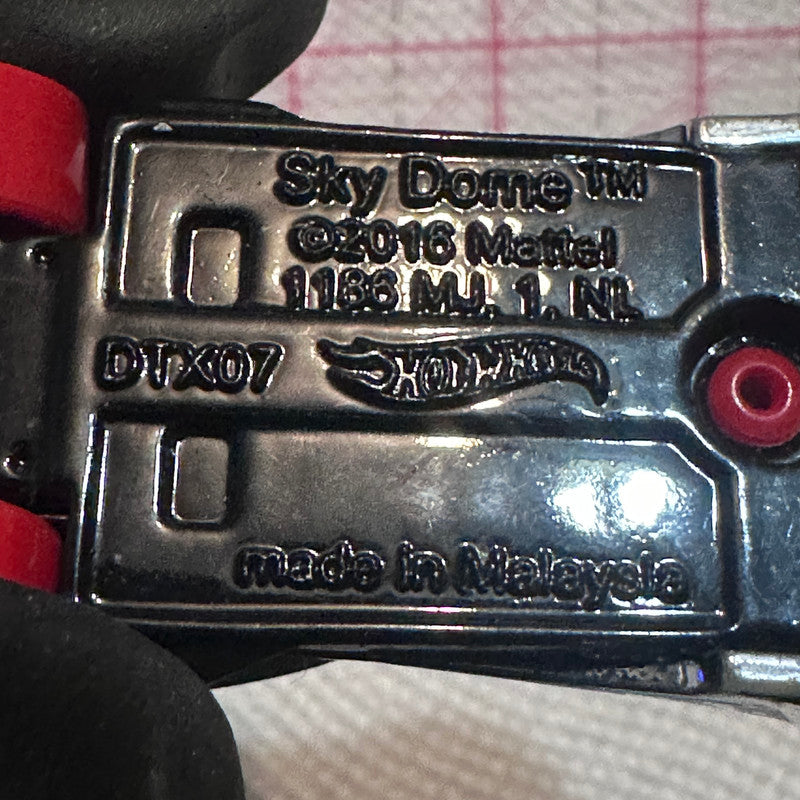 Sky Dome™
©2016 Mattel
1186 MJ, 1, NL
DTX07 HOT WHEELS
made in Malaysia